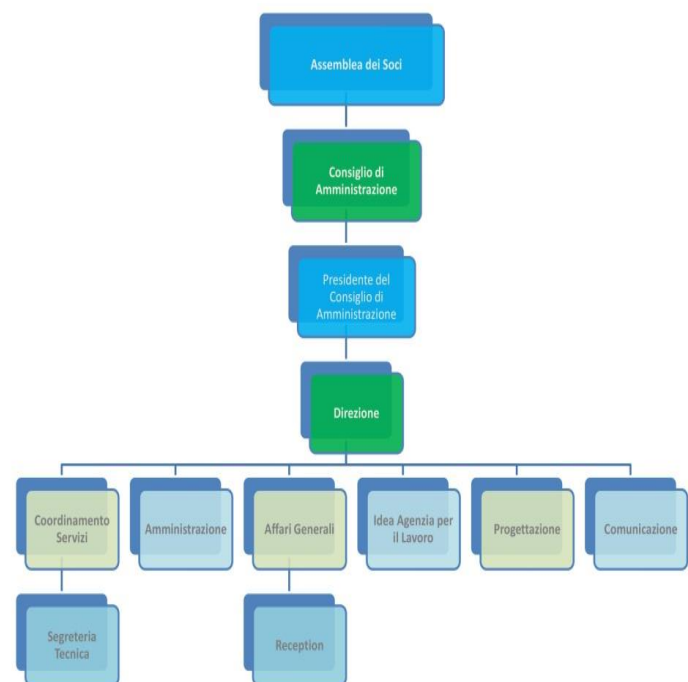 Assemblea dei Soci
Consiglio di
Amministrazione
Presidente del
Consiglio di
Amministrazione
Direzione
Coordinamento
Servizi
Amministrazione
Affari Generali
Idea Agenzia per
il Lavoro
Progettazione
Comunicazione
Segreteria
Tecnica
Reception